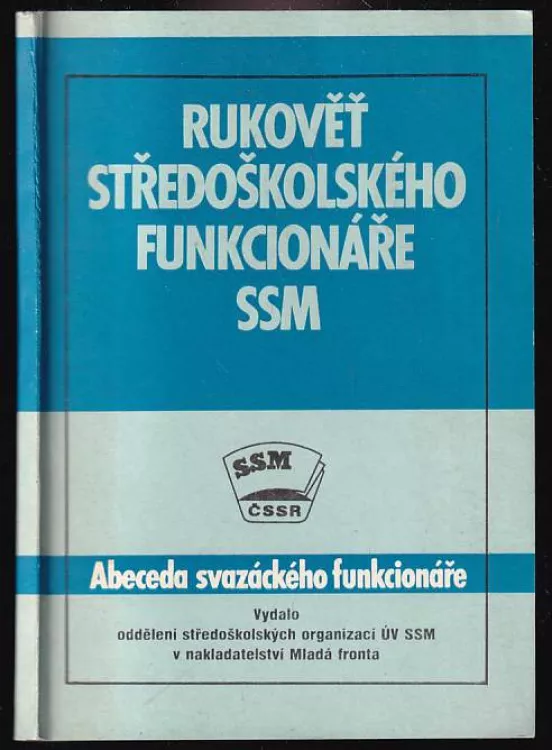 RUKOVĚŤ
STŘEDOŠKOLSKÉHO
FUNKCIONÁŘE
SSM
SSM
ČSSR
Abeceda svazáckého funkcionáře
Vydalo
oddělení středoškolských organizací ÚV SSM
v nakladatelství Mladá fronta